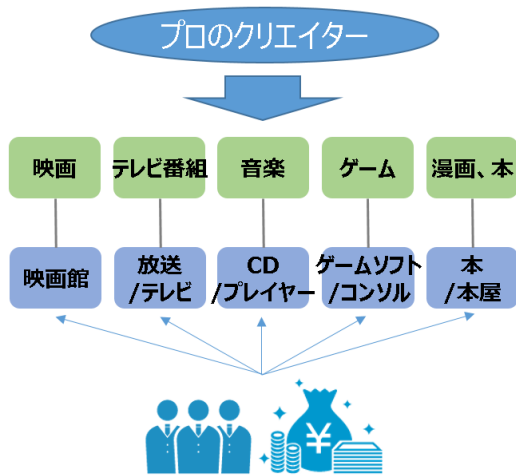 プロのクリエイター
映画
テレビ番組
音楽
ゲーム
漫画、本
映画館
放送
/テレビ
CD
/プレイヤー
ゲームソフト
/コンソル
本
/本屋
¥